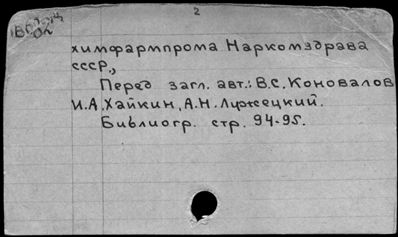 2
химфармпрома Наркомздрава
СССР.,
Перед загл. авт.: В.С. Коновалов
И.А. Хайкин, А.Н. Лужецкий.
Библиогр. стр. 94-95.